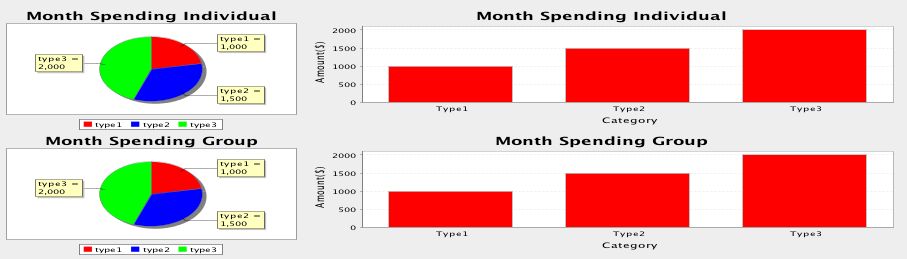 Month Spending Individual
type1 =
1,000
type3 =
2,000
type2 =
1,500
type1 type2 type3
Month Spending Individual
Amount($)
2000
1500
1000
500
0
Type1 Type2 Type3
Category
Month Spending Group
type1 =
1,000
type3 =
2,000
type2 =
1,500
type1 type2 type3
Month Spending Group
Amount($)
2000
1500
1000
500
0
Type1 Type2 Type3
Category